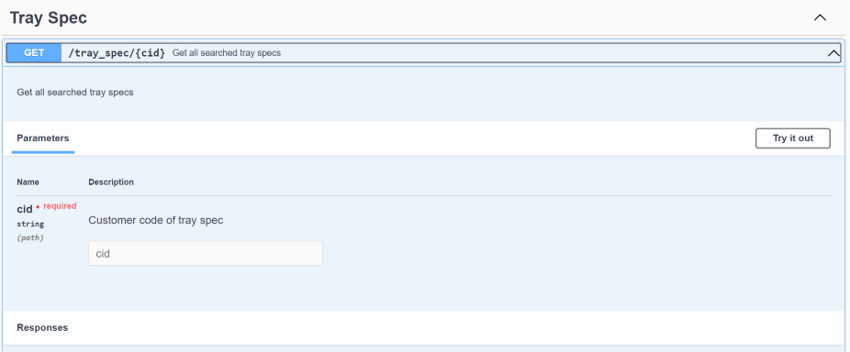 Tray Spec
GET /tray_spec/{cid} Get all searched tray specs
Get all searched tray specs
Parameters Try it out
Name Description
cid * required
string
(path)
Customer code of tray spec
cid
Responses